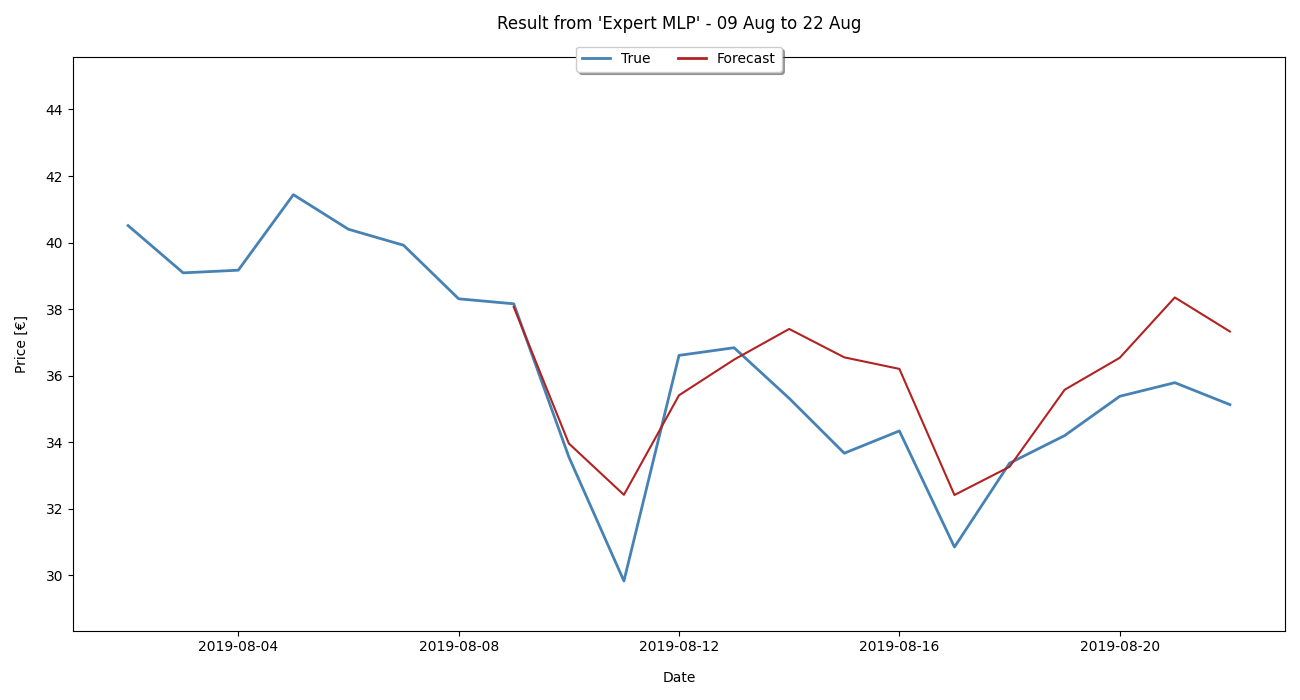 Result from 'Expert MLP' - 09 Aug to 22 Aug
True Forecast
44
42
40
38
36
34
32
30
Price [€]
2019-08-04 2019-08-08 2019-08-12 2019-08-16 2019-08-20
Date